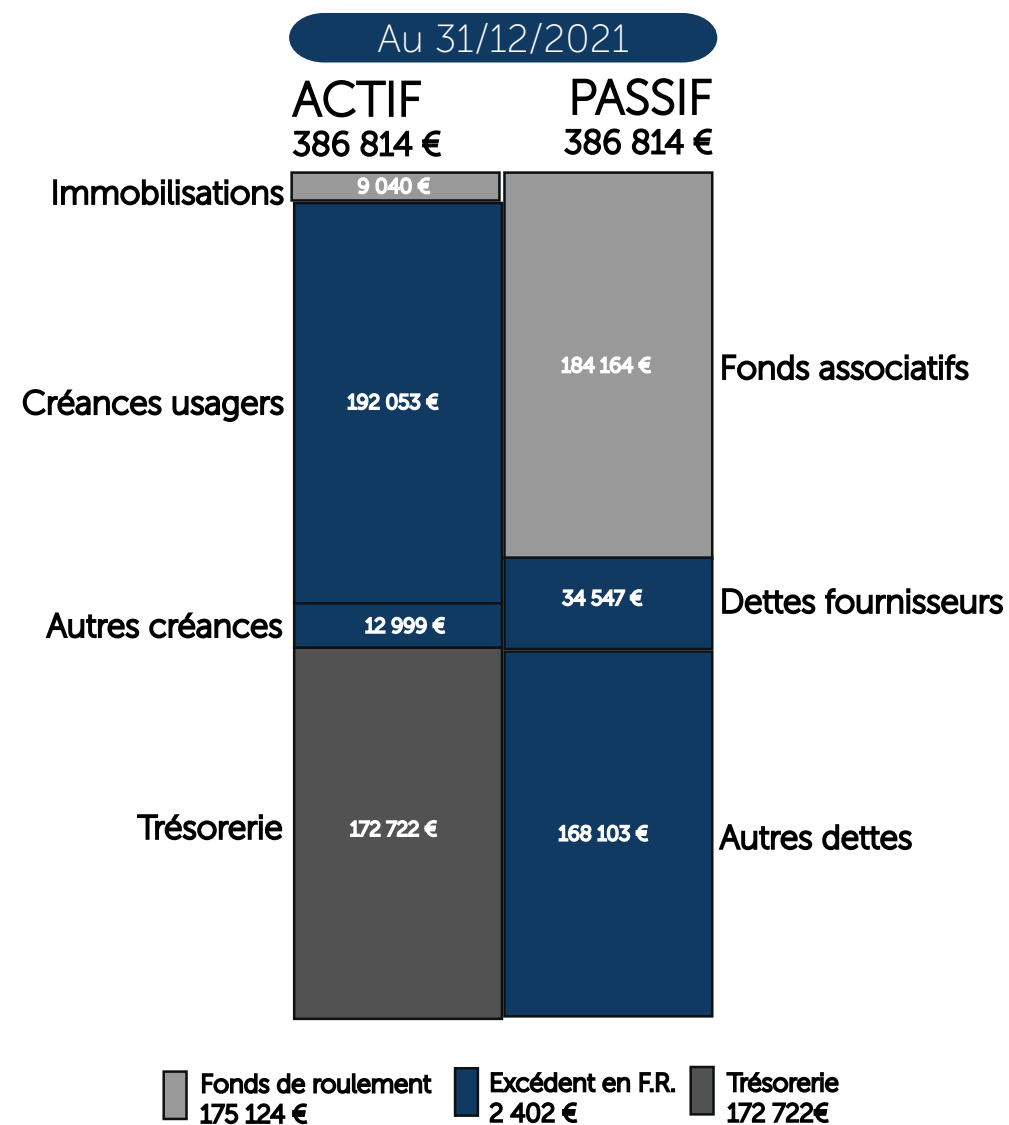 Au 31/12/2021
ACTIF
386 814 €
PASSIF
386 814 €
Immobilisations
9 040 €
Créances usagers
192 053 €
184 164 €
Fonds associatifs
Autres créances
12 999 €
34 547 €
Dettes fournisseurs
Trésorerie
172 722 €
168 103 €
Autres dettes
Fonds de roulement
175 124 €
Excédent en F.R.
2 402 €
Trésorerie
172 722€